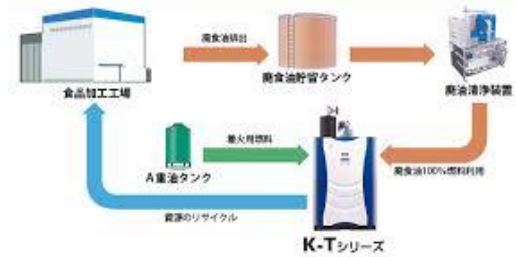 廃食油排出
食品加工工場
廃食油貯留タンク
廃油清浄装置
着火用燃料
A重油タンク
廃食油100%燃料利用
資源のリサイクル
K-Tシリーズ